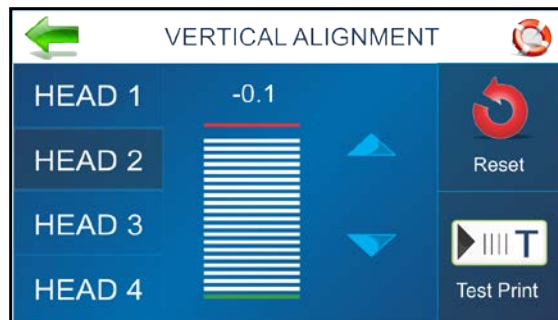 VERTICAL ALIGNMENT
HEAD 1
-0.1
HEAD 2
Reset
HEAD 3
T
HEAD 4
Test Print